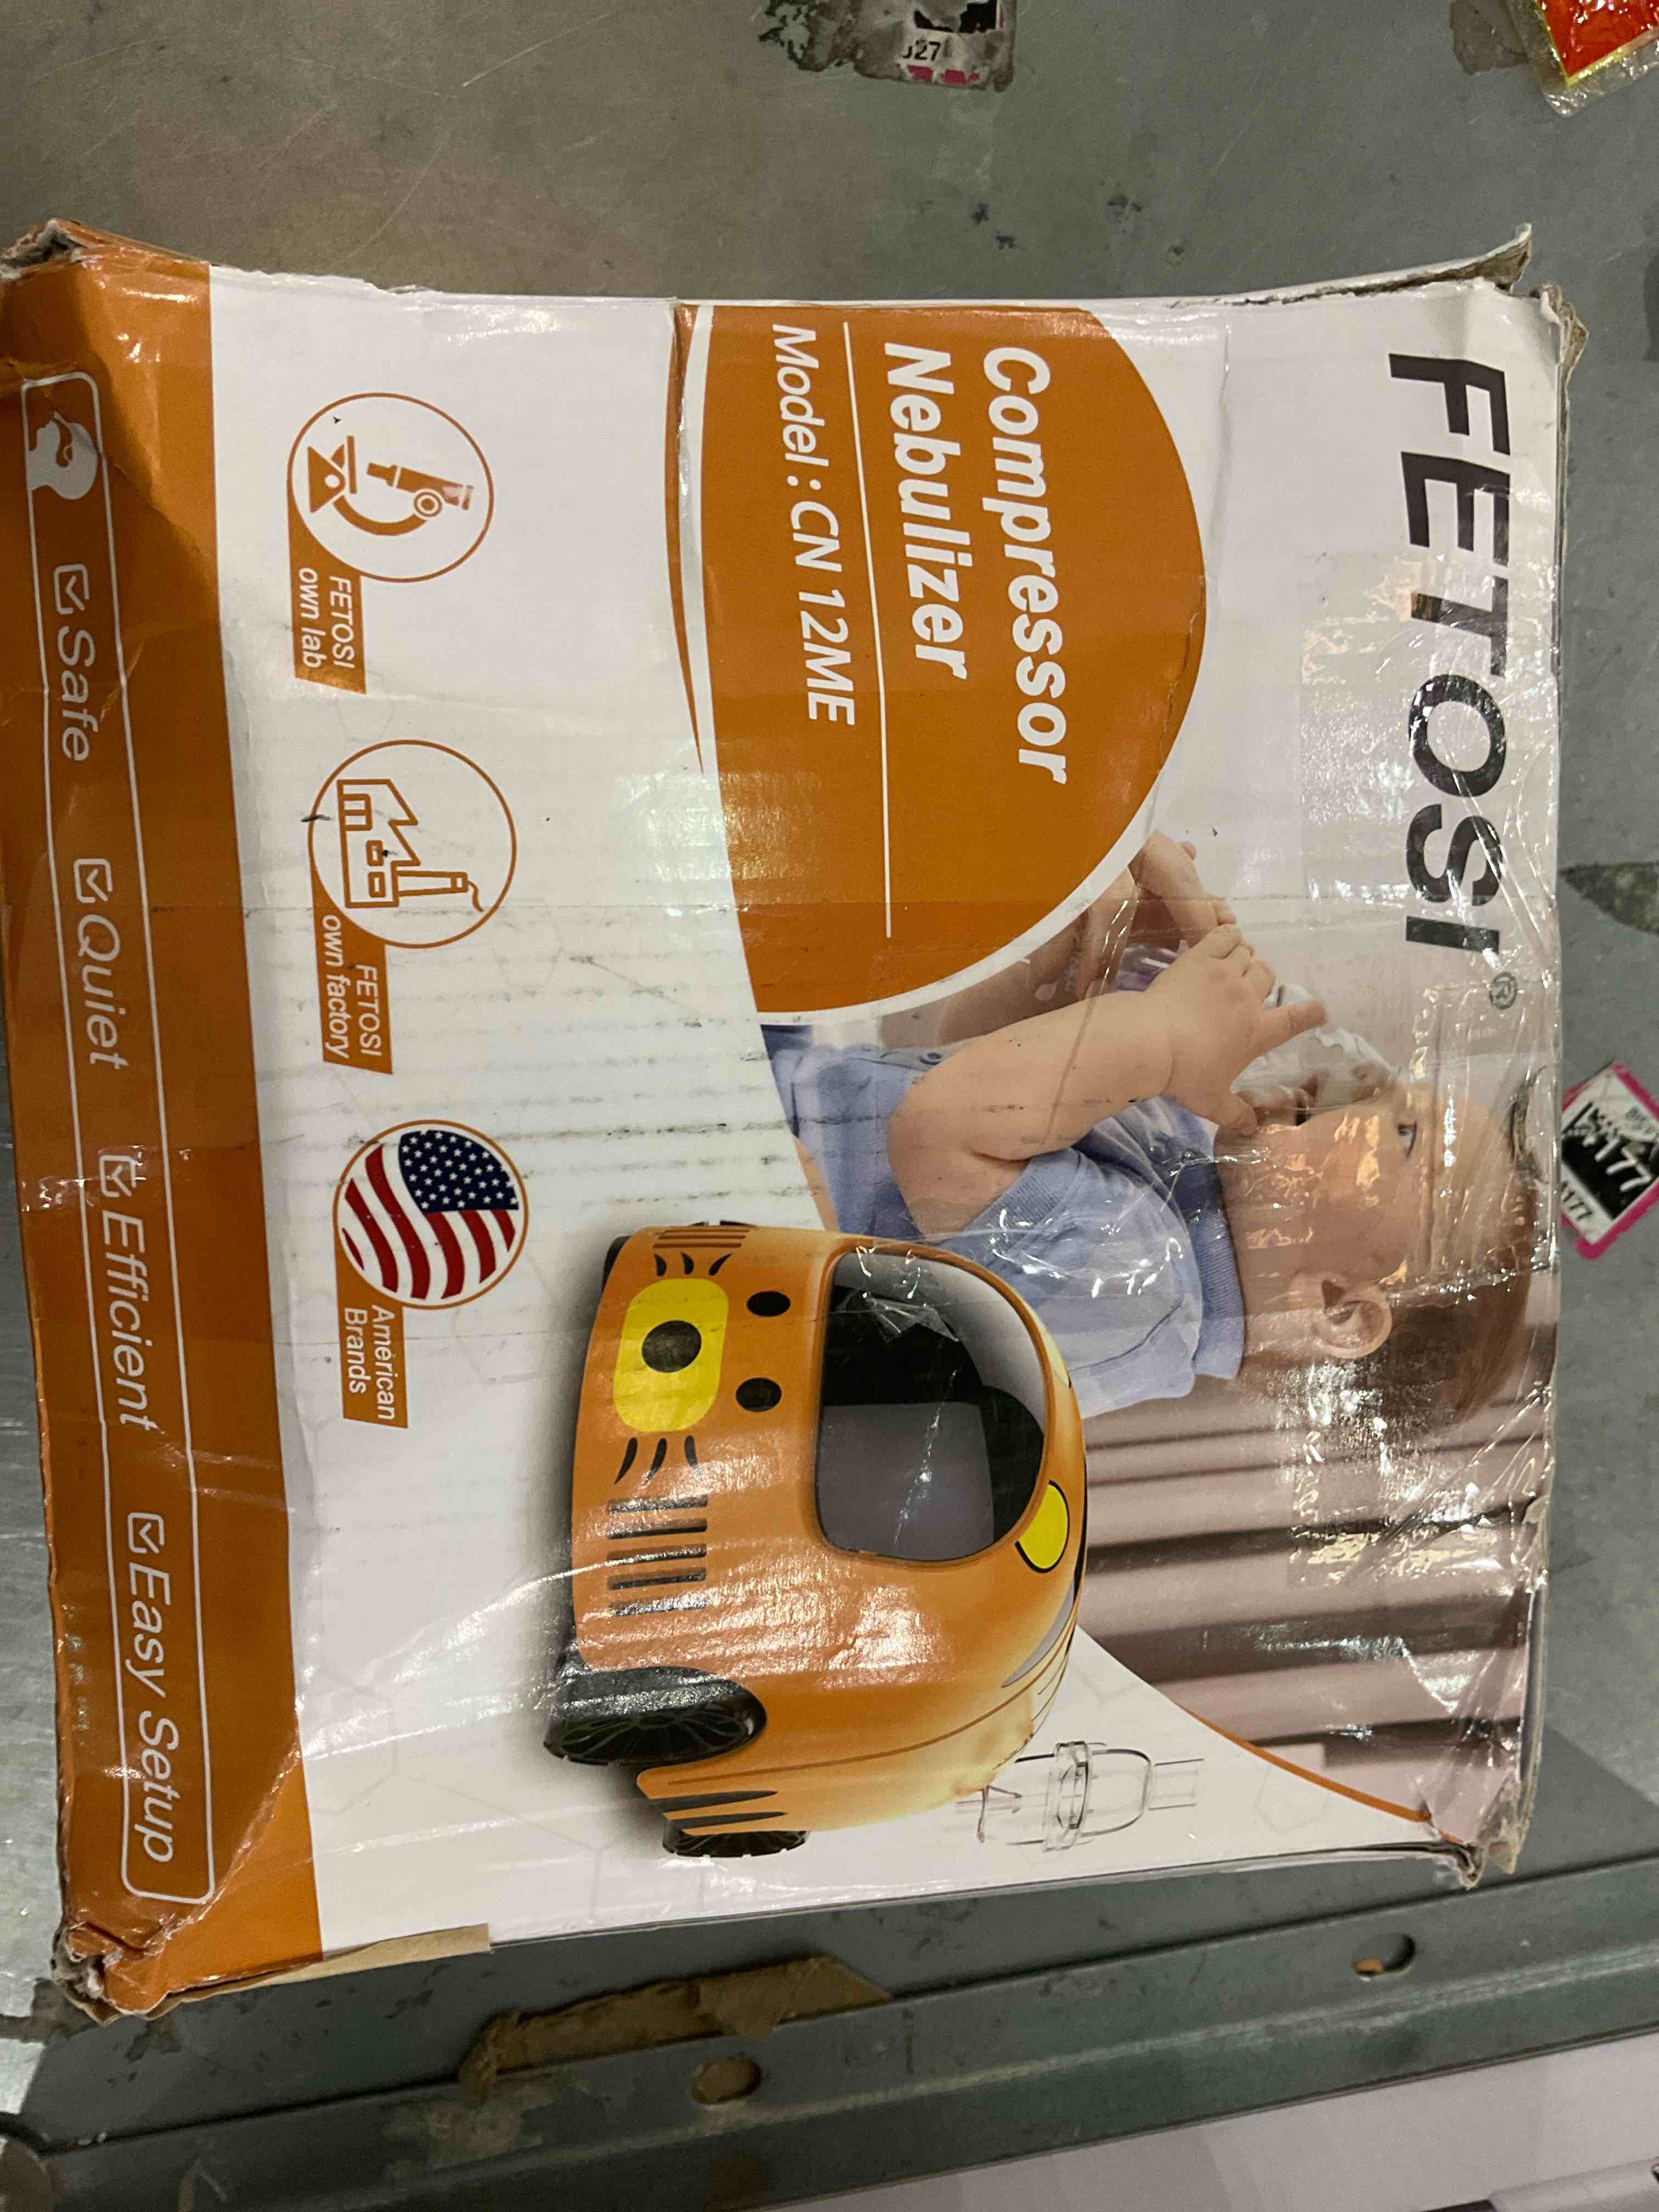 FETOSI®
Compressor
Nebulizer
Model : CN 12ME
FETOSI
own lab
FETOSI
own factory
American
Brands
Safe
Quiet
Efficient
Easy Setup
4177